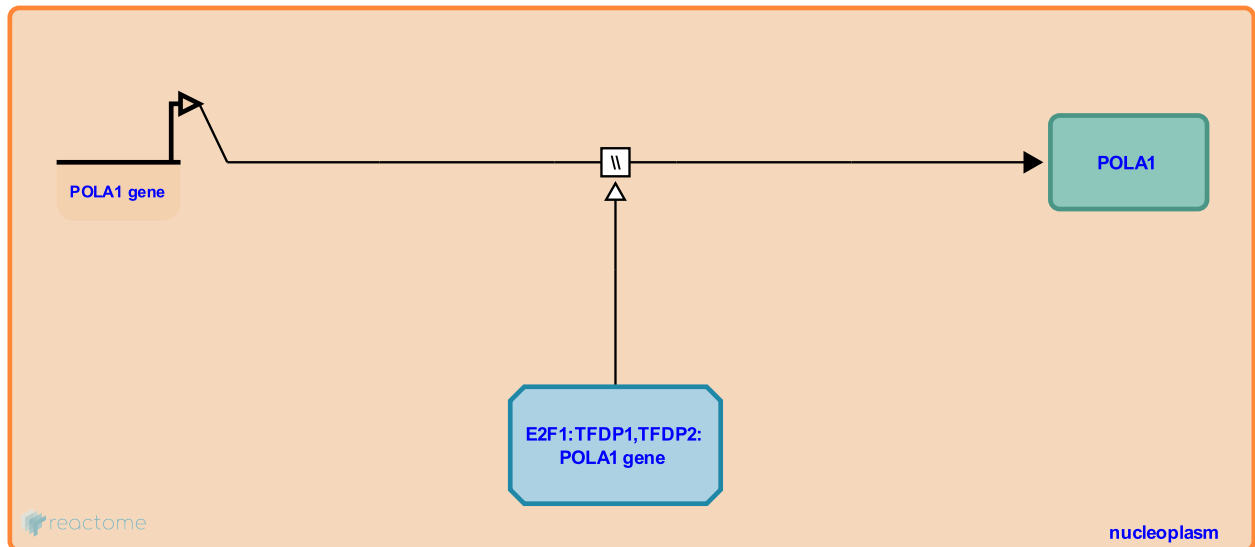 POLA1 gene
\\
POLA1
E2F1:TFDP1,TFDP2:
POLA1 gene
reactome
nucleoplasm